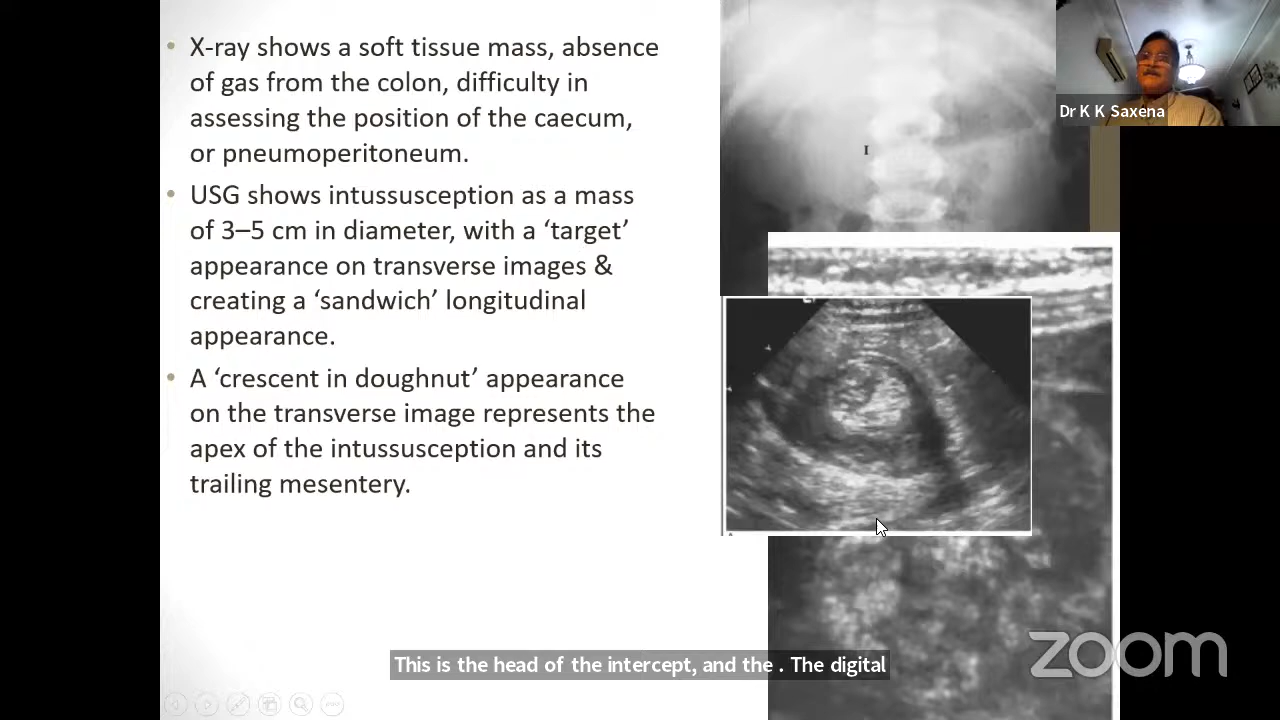 • X-ray shows a soft tissue mass, absence
of gas from the colon, difficulty in
assessing the position of the caecum,
or pneumoperitoneum.
• USG shows intussusception as a mass
of 3–5 cm in diameter, with a ‘target’
appearance on transverse images &
creating a ‘sandwich’ longitudinal
appearance.
• A ‘crescent in doughnut’ appearance
on the transverse image represents the
apex of the intussusception and its
trailing mesentery.
Dr K K Saxena
This is the head of the intercept, and the . The digital
zoom